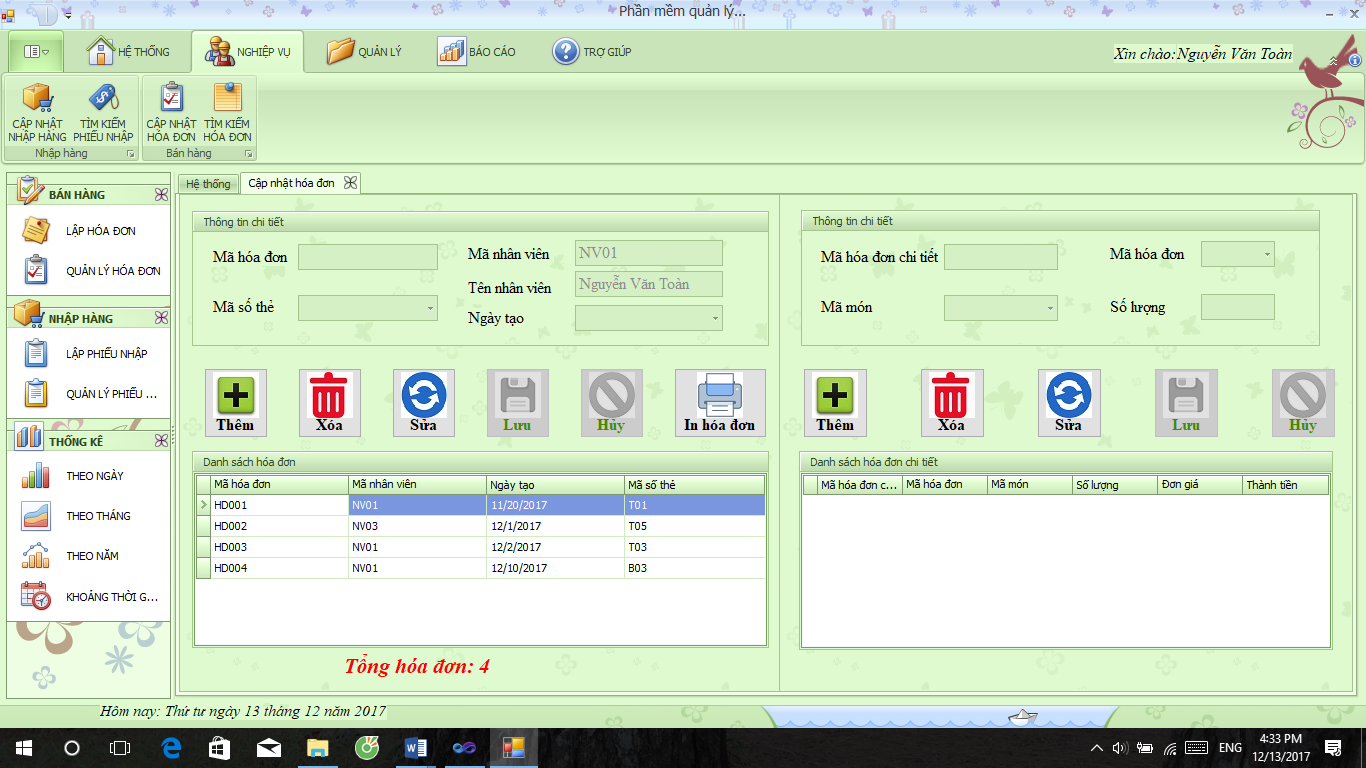 Phần mềm quản lý...
HỆ THỐNG
NGHIỆP VỤ
QUẢN LÝ
BÁO CÁO
TRỢ GIÚP
Xin chào:Nguyễn Văn Toàn
CẬP NHẬT
NHẬP HÀNG
TÌM KIẾM
PHIẾU NHẬP
CẬP NHẬT
HÓA ĐƠN
TÌM KIẾM
HÓA ĐƠN
Nhập hàng
Bán hàng
BÁN HÀNG
LẬP HÓA ĐƠN
QUẢN LÝ HÓA ĐƠN
NHẬP HÀNG
LẬP PHIẾU NHẬP
QUẢN LÝ PHIẾU ...
THỐNG KÊ
THEO NGÀY
THEO THÁNG
THEO NĂM
KHOẢNG THỜI G...
Hệ thống
Cập nhật hóa đơn
Thông tin chi tiết
Mã hóa đơn
Mã nhân viên
NV01
Tên nhân viên
Nguyễn Văn Toàn
Mã số thẻ
Ngày tạo
Thêm
Xóa
Sửa
Lưu
Hủy
In hóa đơn
Danh sách hóa đơn
Mã hóa đơn Mã nhân viên Ngày tạo Mã số thẻ
HD001 NV01 11/20/2017 T01
HD002 NV03 12/1/2017 T05
HD003 NV01 12/2/2017 T03
HD004 NV01 12/10/2017 B03
Tổng hóa đơn: 4
Thông tin chi tiết
Mã hóa đơn chi tiết
Mã hóa đơn
Mã món
Số lượng
Thêm
Xóa
Sửa
Lưu
Hủy
Danh sách hóa đơn chi tiết
Mã hóa đơn c... Mã hóa đơn Mã món Số lượng Đơn giá Thành tiền
Hôm nay: Thứ tư ngày 13 tháng 12 năm 2017
ENG
4:33 PM
12/13/2017